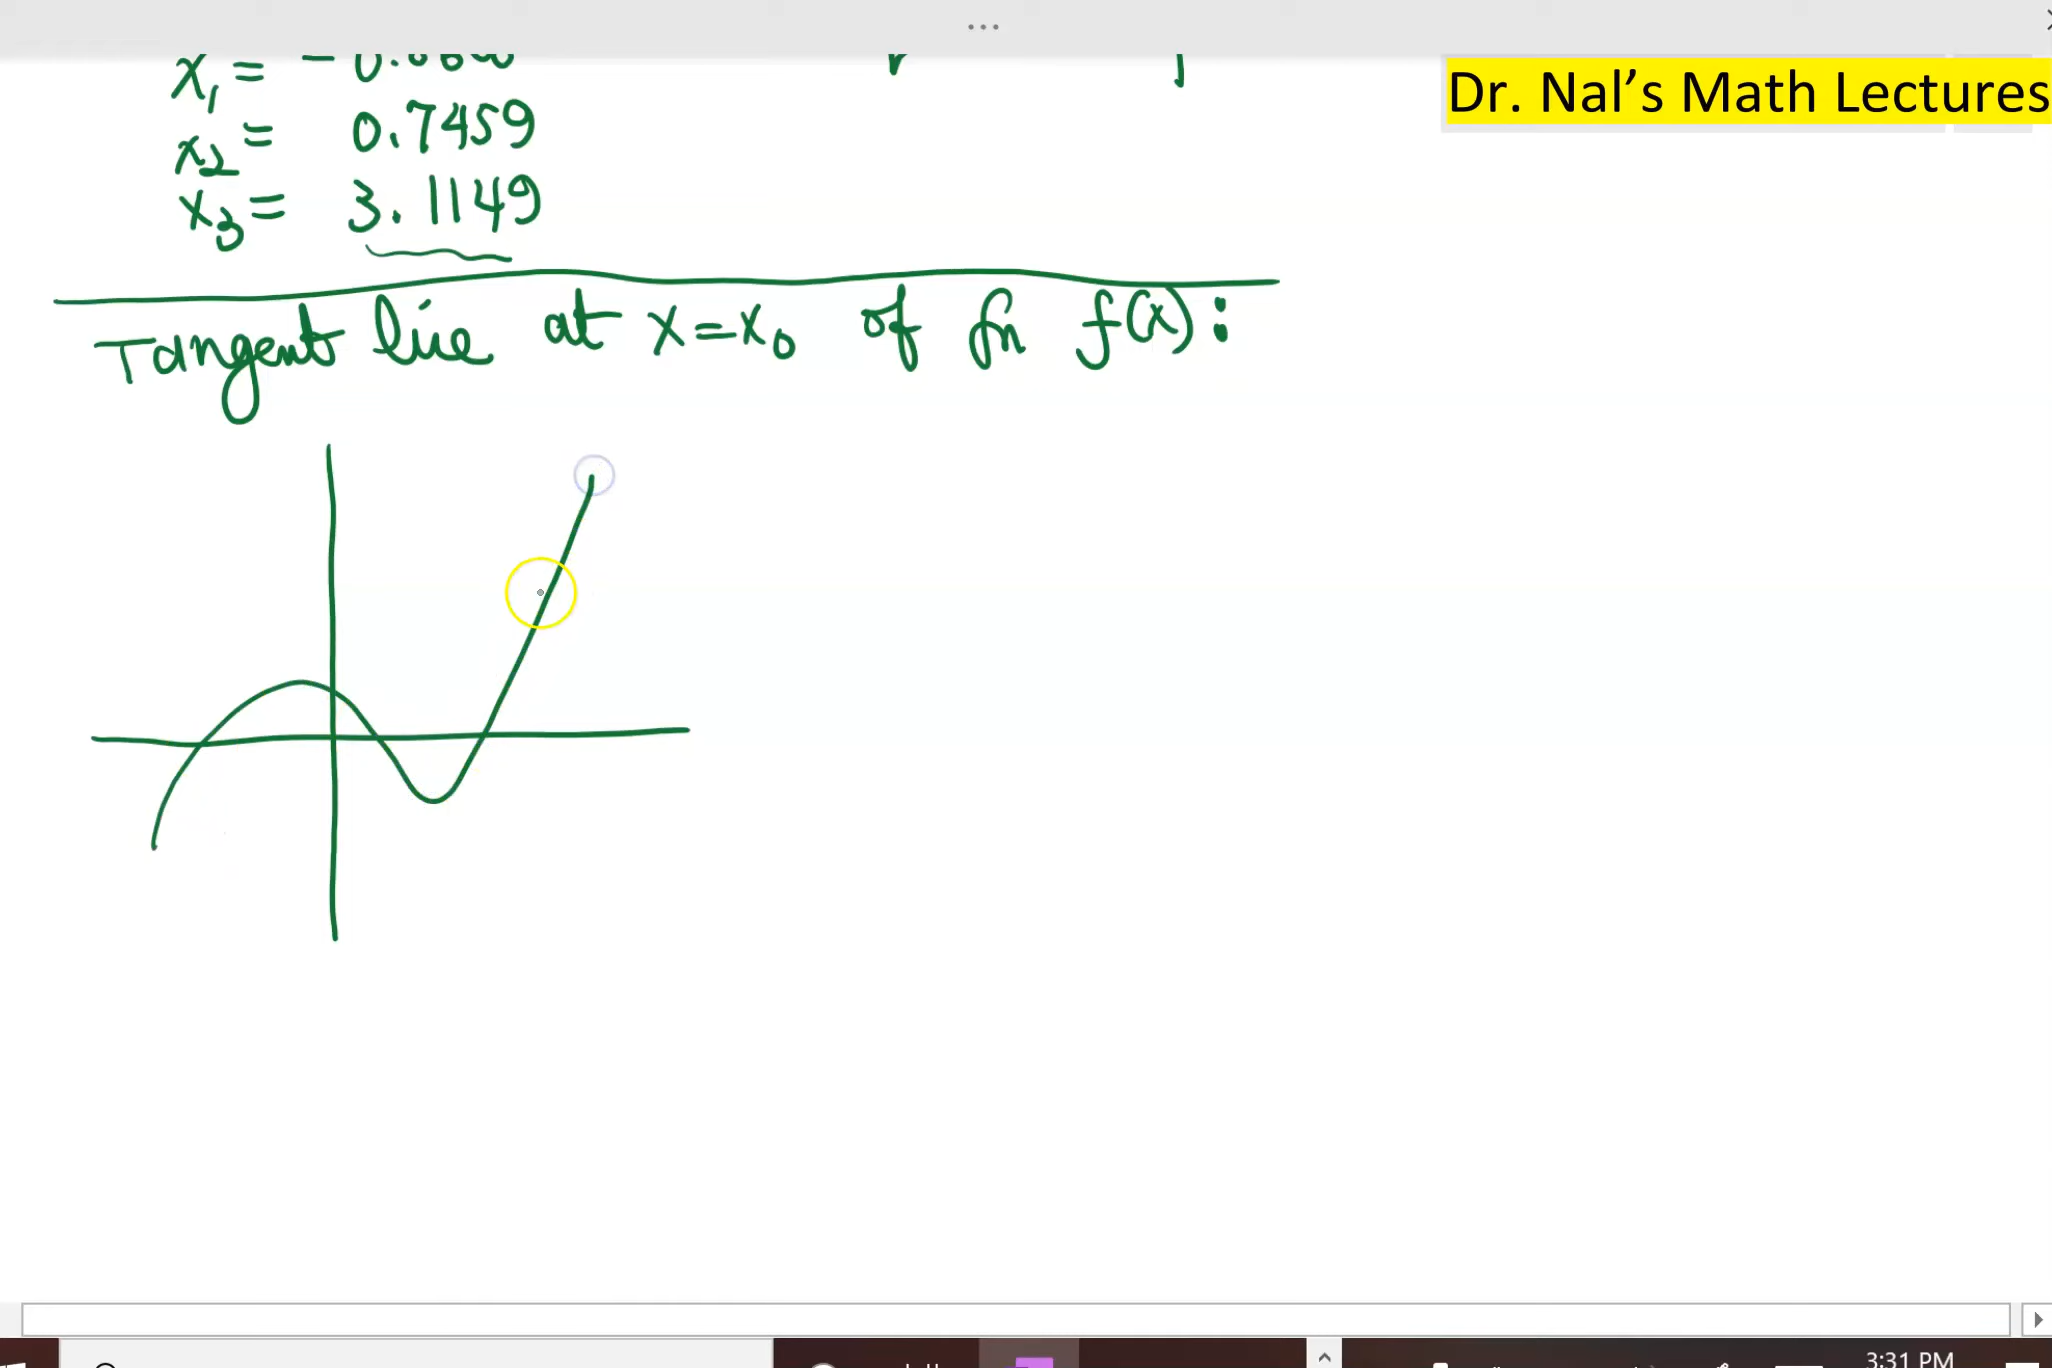 x₁ =
Dr. Nal’s Math Lectures
x₂ = 0.7459
x₃ = 3.1149
Tangent line at x=x₀ of fn f(x):
3:31 PM